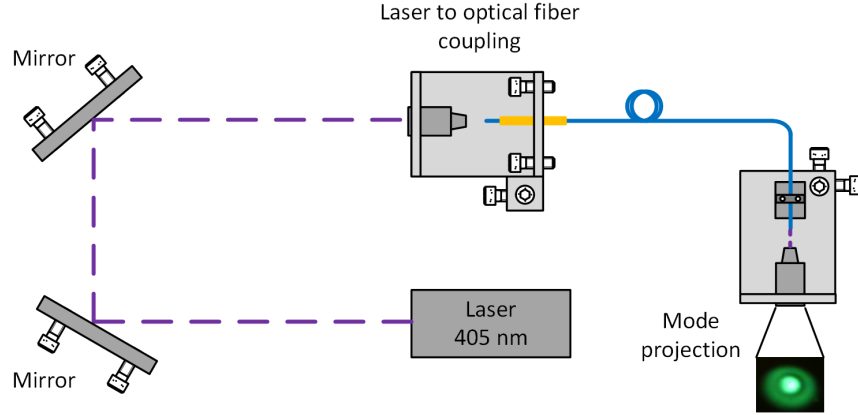 Laser to optical fiber
coupling
Mirror
Laser
405 nm
Mode
projection
Mirror